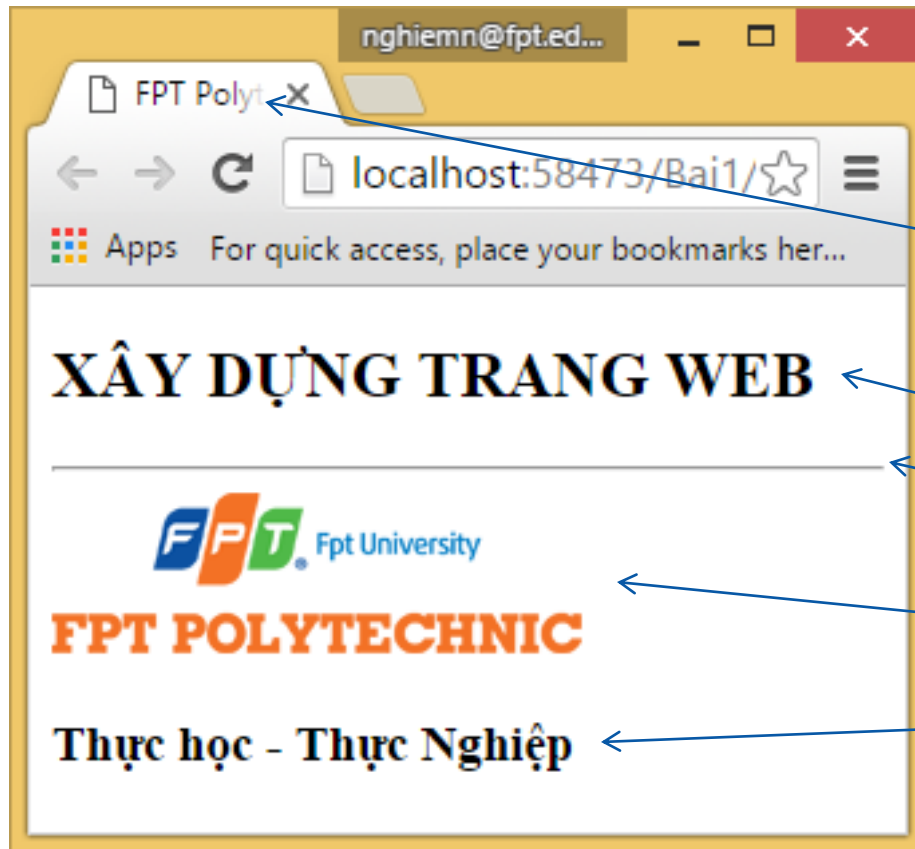 nghiemn@fpt.ed...
FPT Polyt
localhost:58473/Bai1/
Apps For quick access, place your bookmarks her...
XÂY DỰNG TRANG WEB
FPT Fpt University
FPT POLYTECHNIC
Thực học - Thực Nghiệp